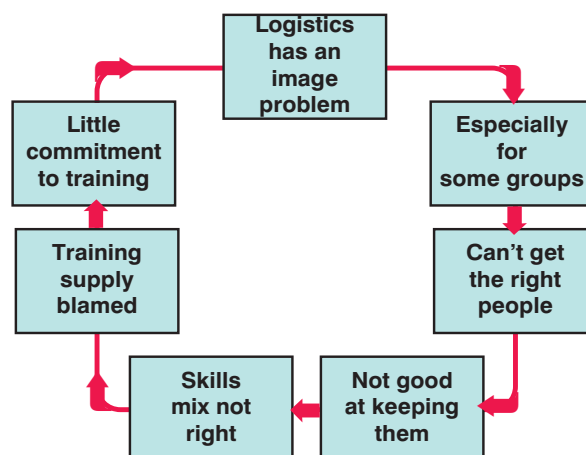 Logistics
has an
image
problem
Especially
for
some groups
Can't get
the right
people
Not good
at keeping
them
Skills
mix not
right
Training
supply
blamed
Little
commitment
to training